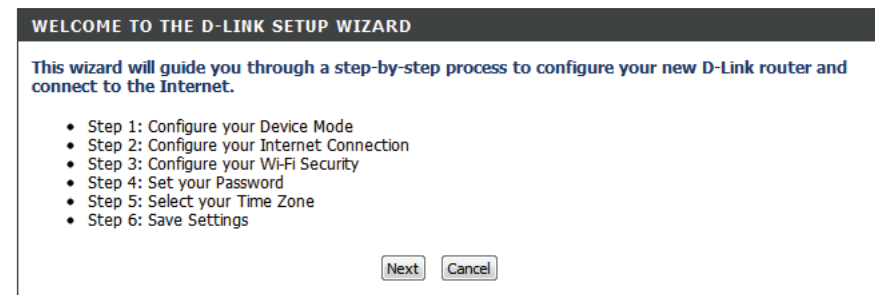 WELCOME TO THE D-LINK SETUP WIZARD
This wizard will guide you through a step-by-step process to configure your new D-Link router and
connect to the Internet.
• Step 1: Configure your Device Mode
• Step 2: Configure your Internet Connection
• Step 3: Configure your Wi-Fi Security
• Step 4: Set your Password
• Step 5: Select your Time Zone
• Step 6: Save Settings
Next Cancel